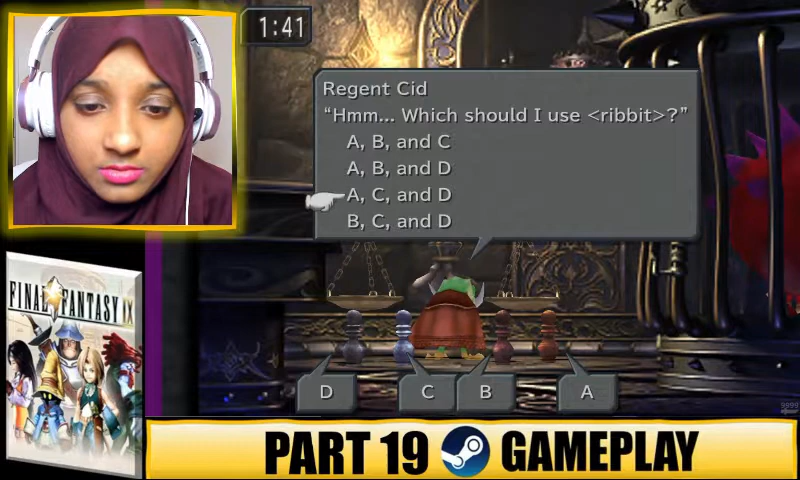 1:41
Regent Cid
“Hmm... Which should I use <ribbit>?”
A, B, and C
A, B, and D
A, C, and D
B, C, and D
FINAL FANTASY IX
D
C
B
A
PART 19 GAMEPLAY